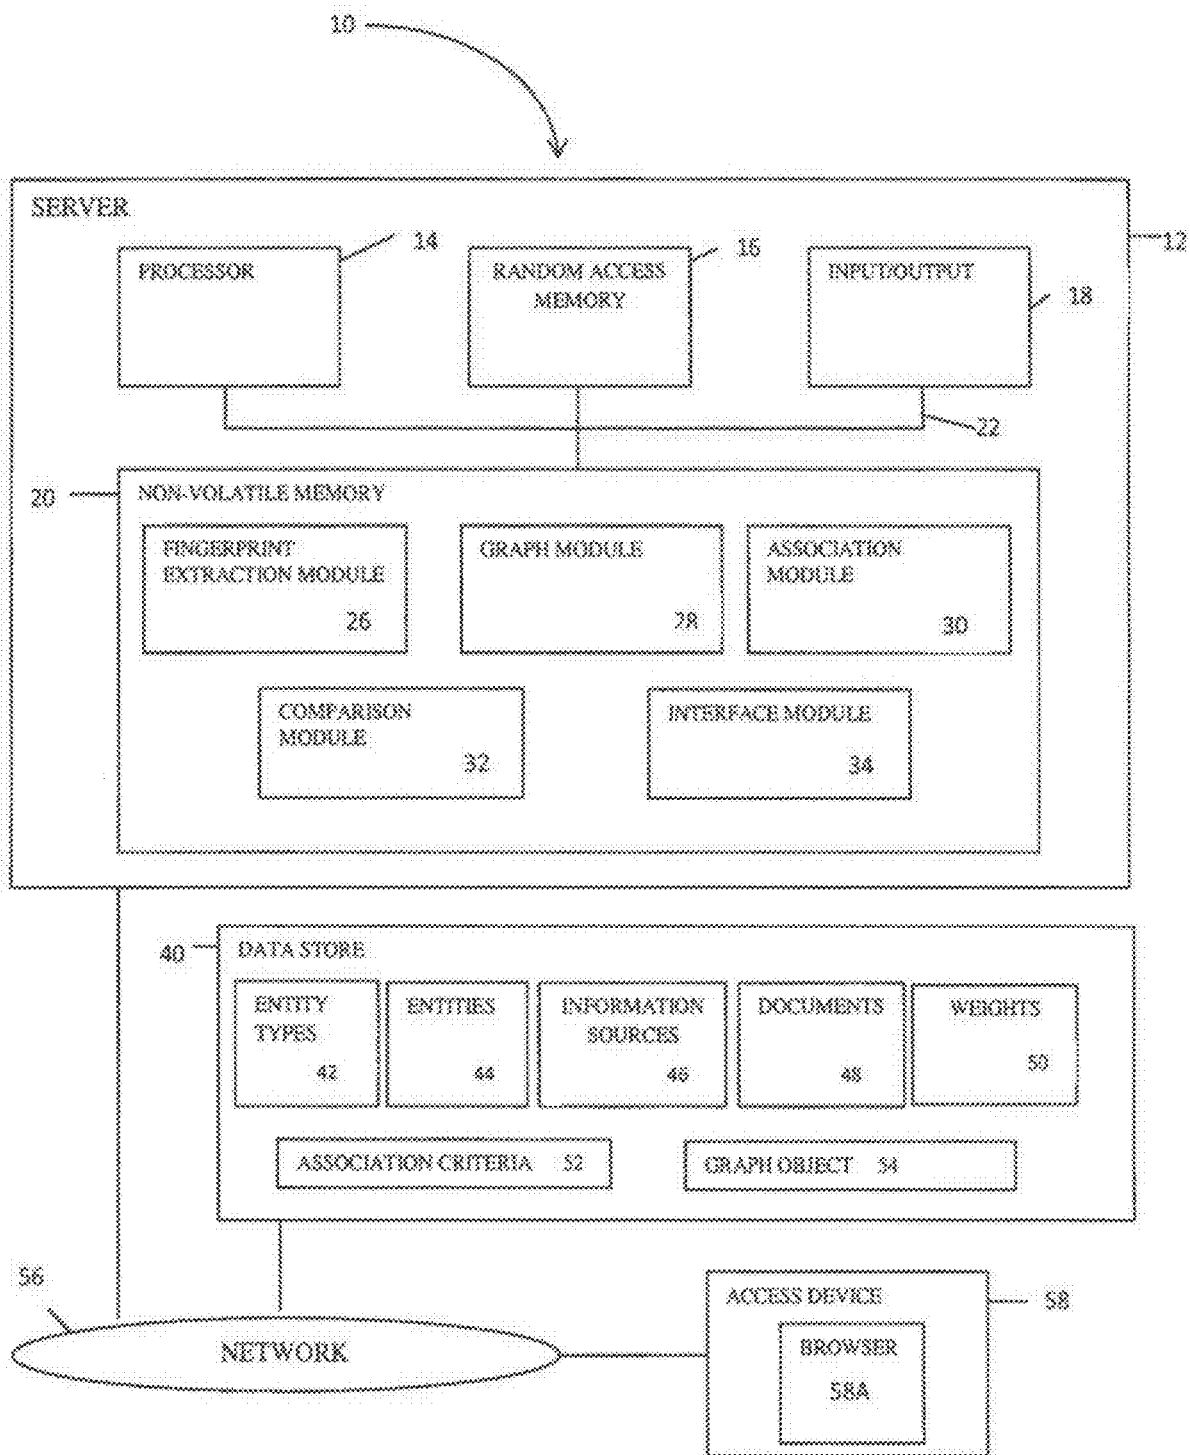 10
SERVER
12
PROCESSOR
14
RANDOM ACCESS
MEMORY
16
INPUT/OUTPUT
18
22
20
NON-VOLATILE MEMORY
FINGERPRINT
EXTRACTION MODULE
26
GRAPH MODULE
28
ASSOCIATION
MODULE
30
COMPARISON
MODULE
32
INTERFACE MODULE
34
40
DATA STORE
ENTITY
TYPES
42
ENTITIES
44
INFORMATION
SOURCES
46
DOCUMENTS
48
WEIGHTS
50
ASSOCIATION CRITERIA 52
GRAPH OBJECT 54
56
NETWORK
ACCESS DEVICE
58
BROWSER
58A